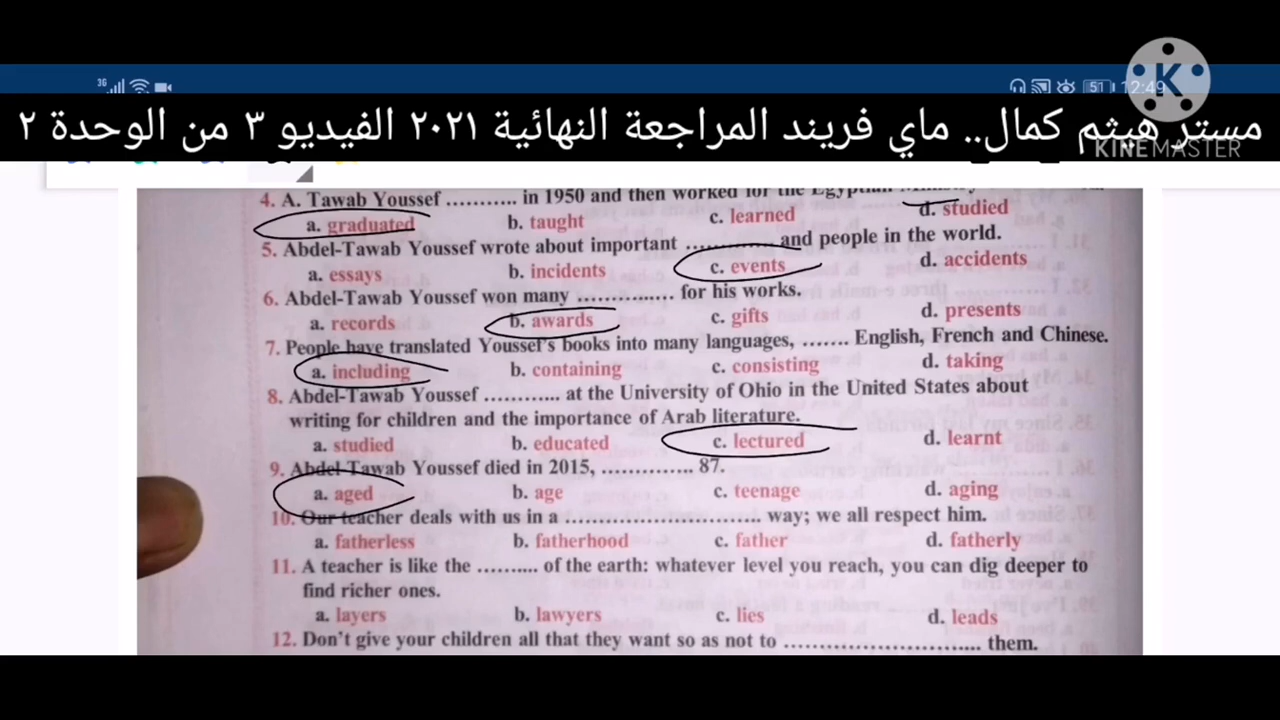 3G 51 12:49
مستر هيثم كمال.. ماي فريند المراجعة النهائية ٢٠٢١ الفيديو ٣ من الوحدة ٢
K
KINEMASTER
4. A. Tawab Youssef ........... in 1950 and then worked for the Egyptian
a. graduated b. taught c. learned d. studied
5. Abdel-Tawab Youssef wrote about important .............. and people in the world.
a. essays b. incidents c. events d. accidents
6. Abdel-Tawab Youssef won many .............. for his works.
a. records b. awards c. gifts d. presents
7. People have translated Youssef's books into many languages, ....... English, French and Chinese.
a. including b. containing c. consisting d. taking
8. Abdel-Tawab Youssef ............ at the University of Ohio in the United States about
writing for children and the importance of Arab literature.
a. studied b. educated c. lectured d. learnt
9. Abdel-Tawab Youssef died in 2015, .............. 87.
a. aged b. age c. teenage d. aging
10. Our teacher deals with us in a .............................. way; we all respect him.
a. fatherless b. fatherhood c. father d. fatherly
11. A teacher is like the .......... of the earth: whatever level you reach, you can dig deeper to
find richer ones.
a. layers b. lawyers c. lies d. leads
12. Don't give your children all that they want so as not to .............................. them.